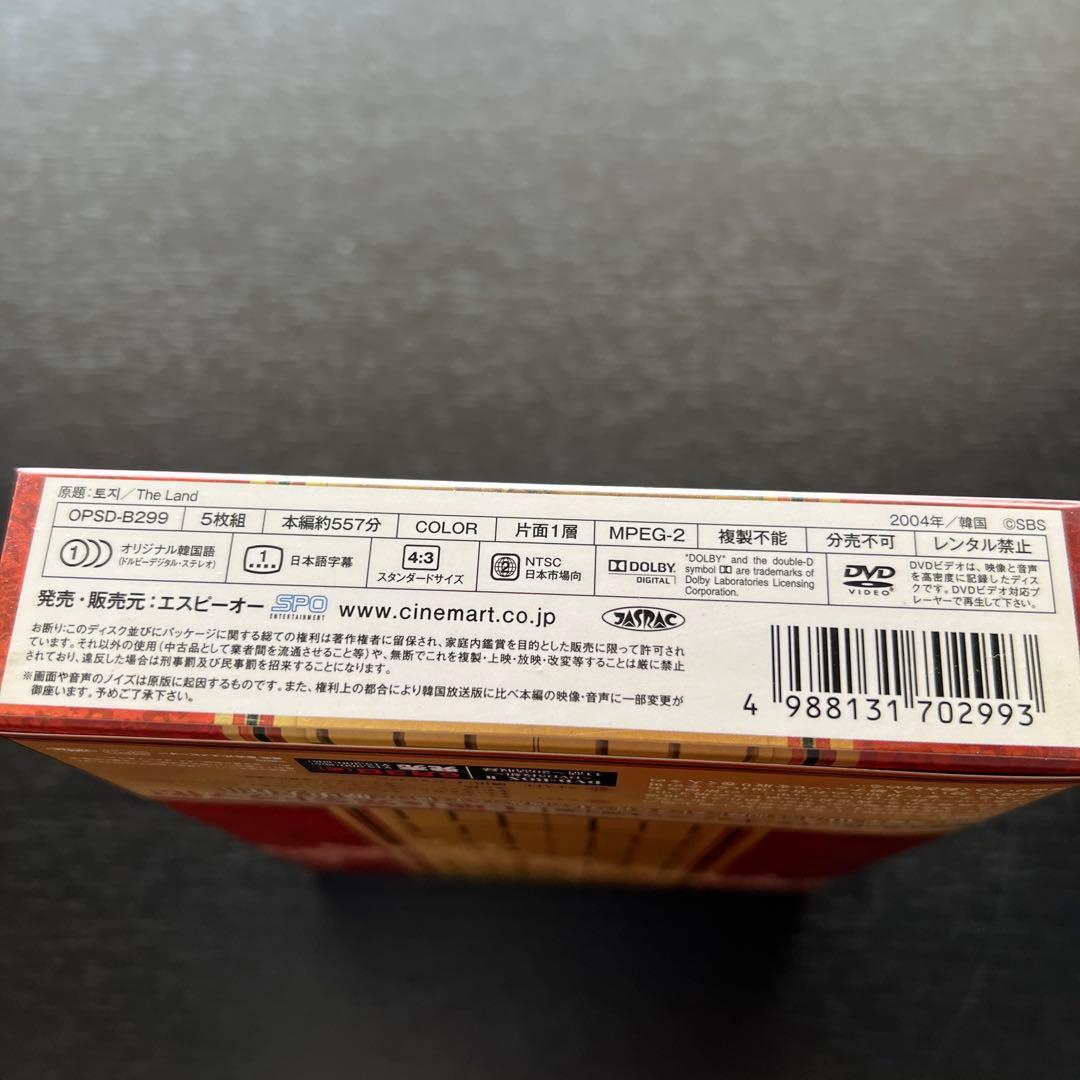 原題:토지/The Land
2004年/韓国 ©SBS
OPSD-B299 5枚組 本編約557分 COLOR 片面1層 MPEG-2 複製不能 分売不可 レンタル禁止
1 オリジナル韓国語
(ドルビーデジタル・ステレオ)
1 日本語字幕
4:3
スタンダードサイズ
2 NTSC
日本市場向
DOLBY
DIGITAL
"DOLBY" and the double-D
symbol are trademarks of
Dolby Laboratories Licensing
Corporation.
DVD
VIDEO
DVDビデオは、映像と音声
を高密度に記録したディス
クです。DVDビデオ対応プ
レーヤーで再生して下さい。
発売・販売元:エスピーオー SPO ENTERTAINMENT www.cinemart.co.jp JASRAC
お断り:このディスク並びにパッケージに関する総ての権利は著作権者に留保され、家庭内鑑賞を目的とした販売に限って許可され
ています。それ以外の使用(中古品として業者間を流通させること等)や、無断でこれを複製・上映・放映・改変等することは厳に禁止
されており、違反した場合は刑事罰及び民事罰を招来することになります。
※画面や音声のノイズは原版に起因するものです。また、権利上の都合により韓国放送版に比べ本編の映像・音声に一部変更が
御座います。予めご了承下さい。
4 988131 702993
DVD-BOX II